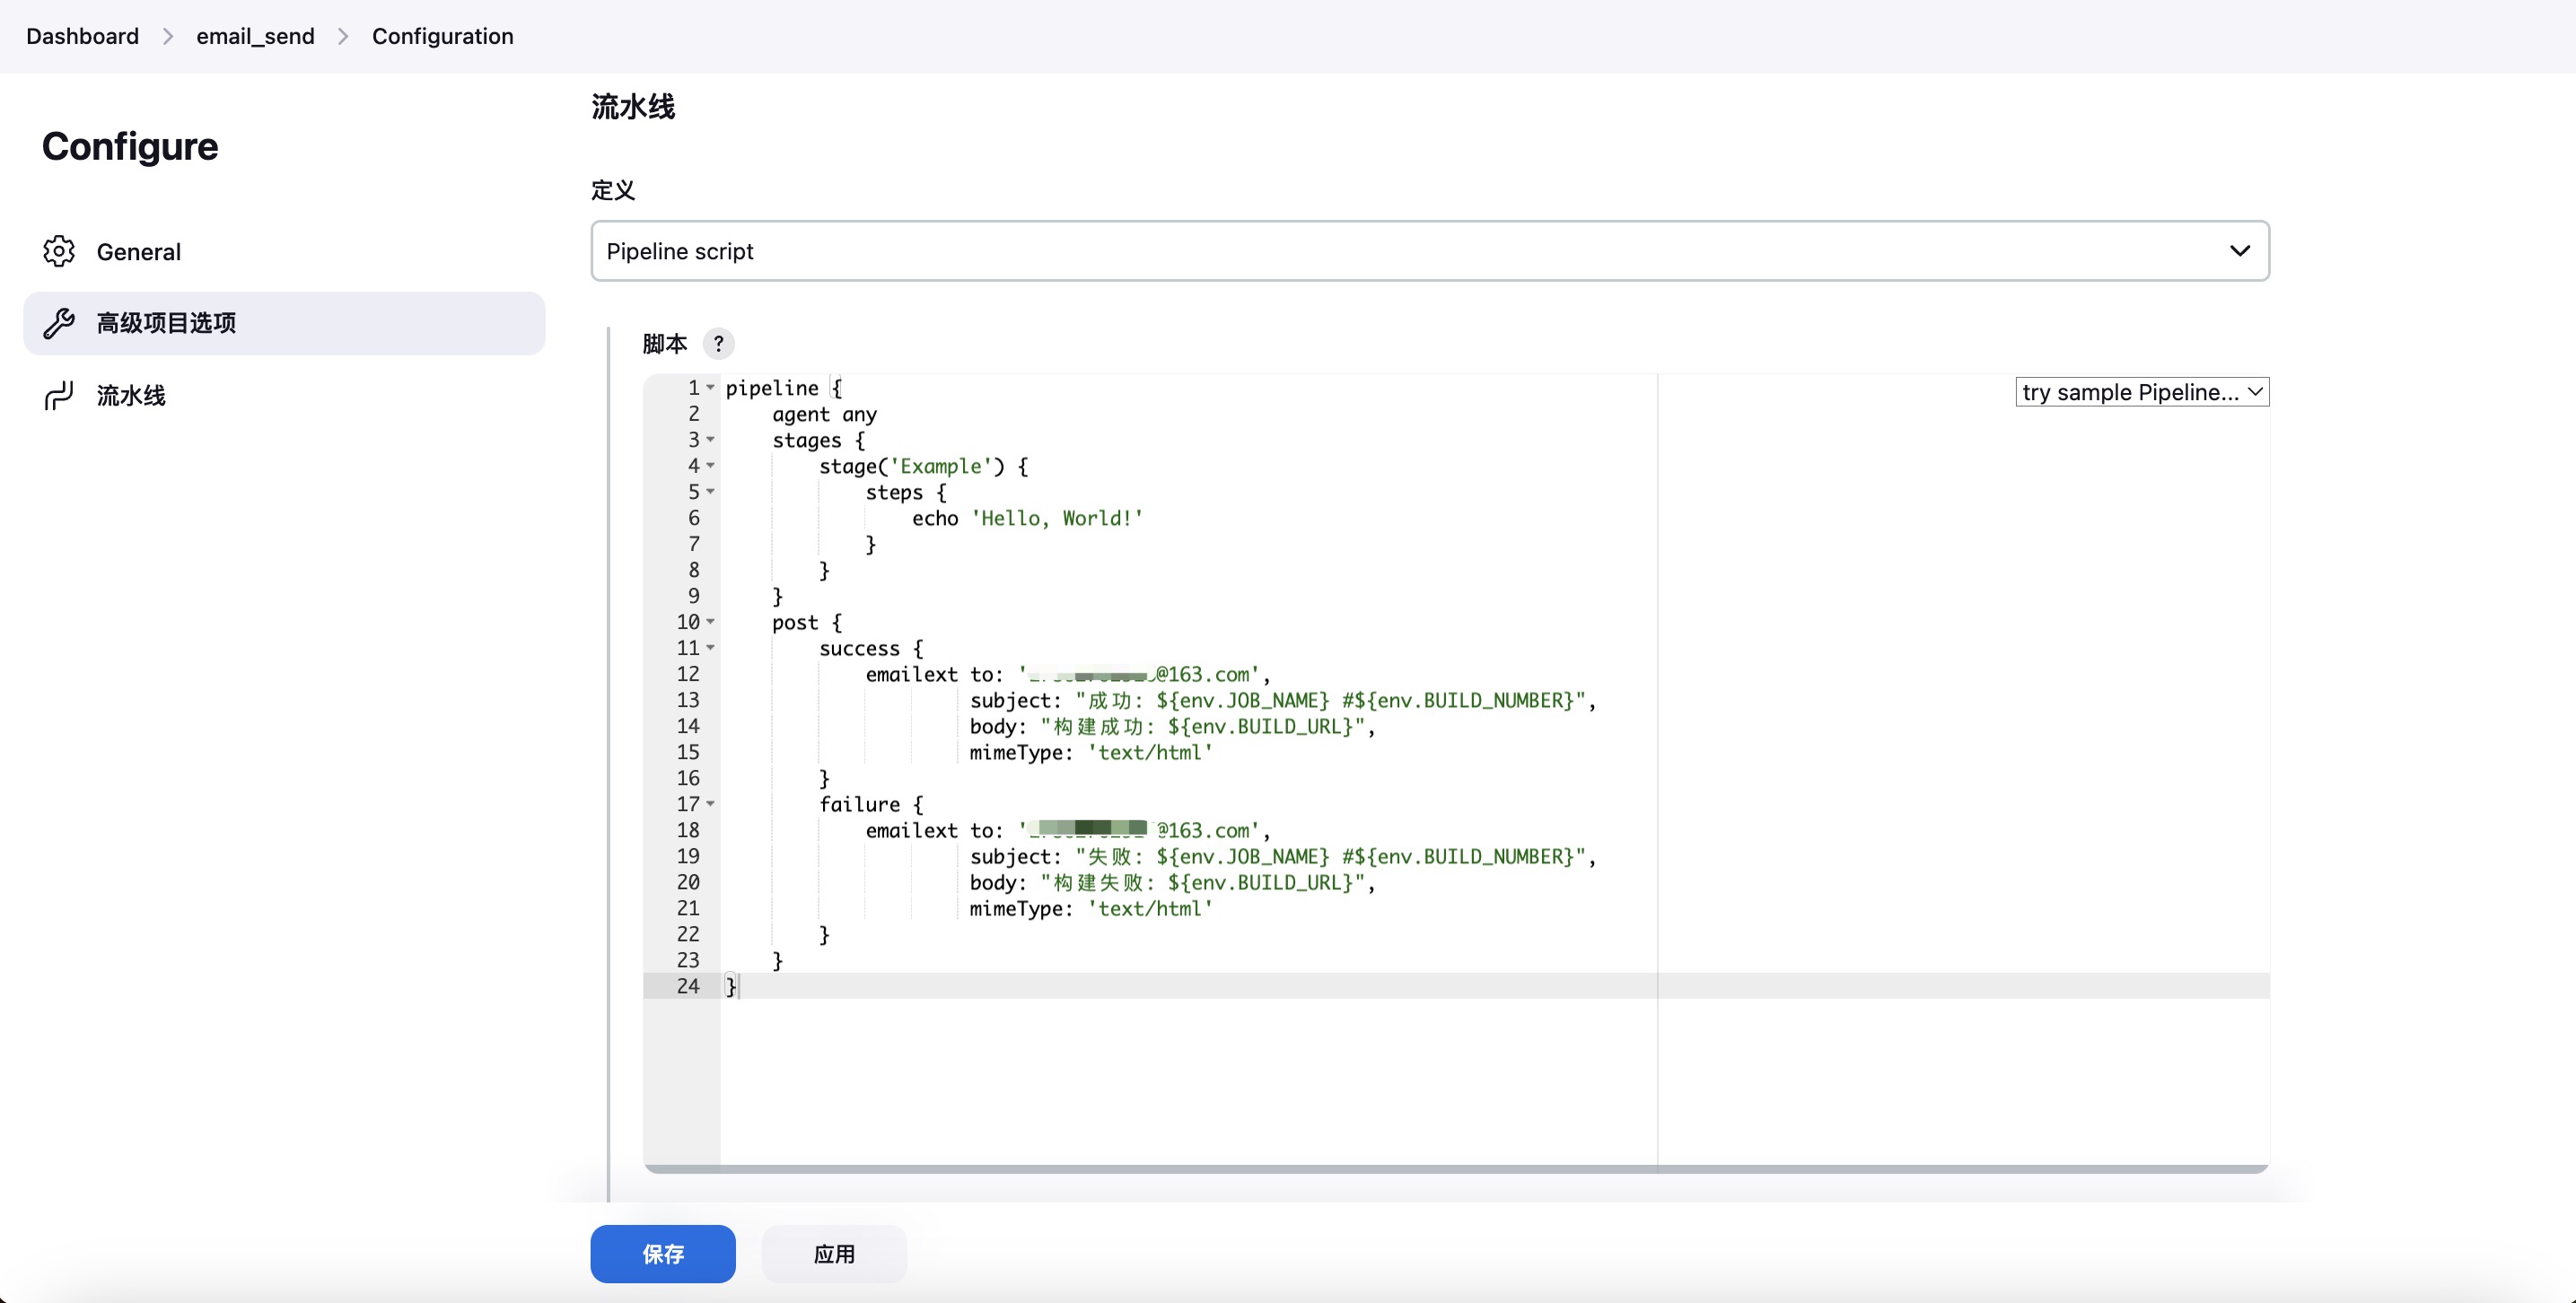 Dashboard > email_send > Configuration
Configure
General
高级项目选项
流水线
流水线
定义
Pipeline script
脚本 ?
try sample Pipeline...
1 pipeline {
2     agent any
3     stages {
4         stage('Example') {
5             steps {
6                 echo 'Hello, World!'
7             }
8         }
9     }
10     post {
11         success {
12             emailext to: '@163.com',
13                      subject: "成功: ${env.JOB_NAME} #${env.BUILD_NUMBER}",
14                      body: "构建成功: ${env.BUILD_URL}",
15                      mimeType: 'text/html'
16         }
17         failure {
18             emailext to: '@163.com',
19                      subject: "失败: ${env.JOB_NAME} #${env.BUILD_NUMBER}",
20                      body: "构建失败: ${env.BUILD_URL}",
21                      mimeType: 'text/html'
22         }
23     }
24 }
保存
应用